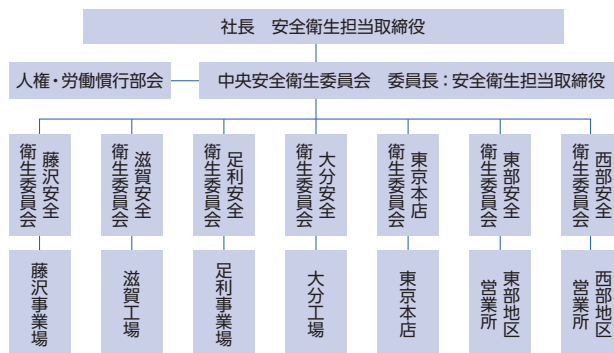 社長　安全衛生担当取締役
人権・労働慣行部会
中央安全衛生委員会　委員長：安全衛生担当取締役
藤沢安全
衛生委員会
滋賀安全
衛生委員会
足利安全
衛生委員会
大分安全
衛生委員会
東京本店
衛生委員会
東部安全
衛生委員会
西部安全
衛生委員会
藤沢事業場
滋賀工場
足利事業場
大分工場
東京本店
東部地区
営業所
西部地区
営業所